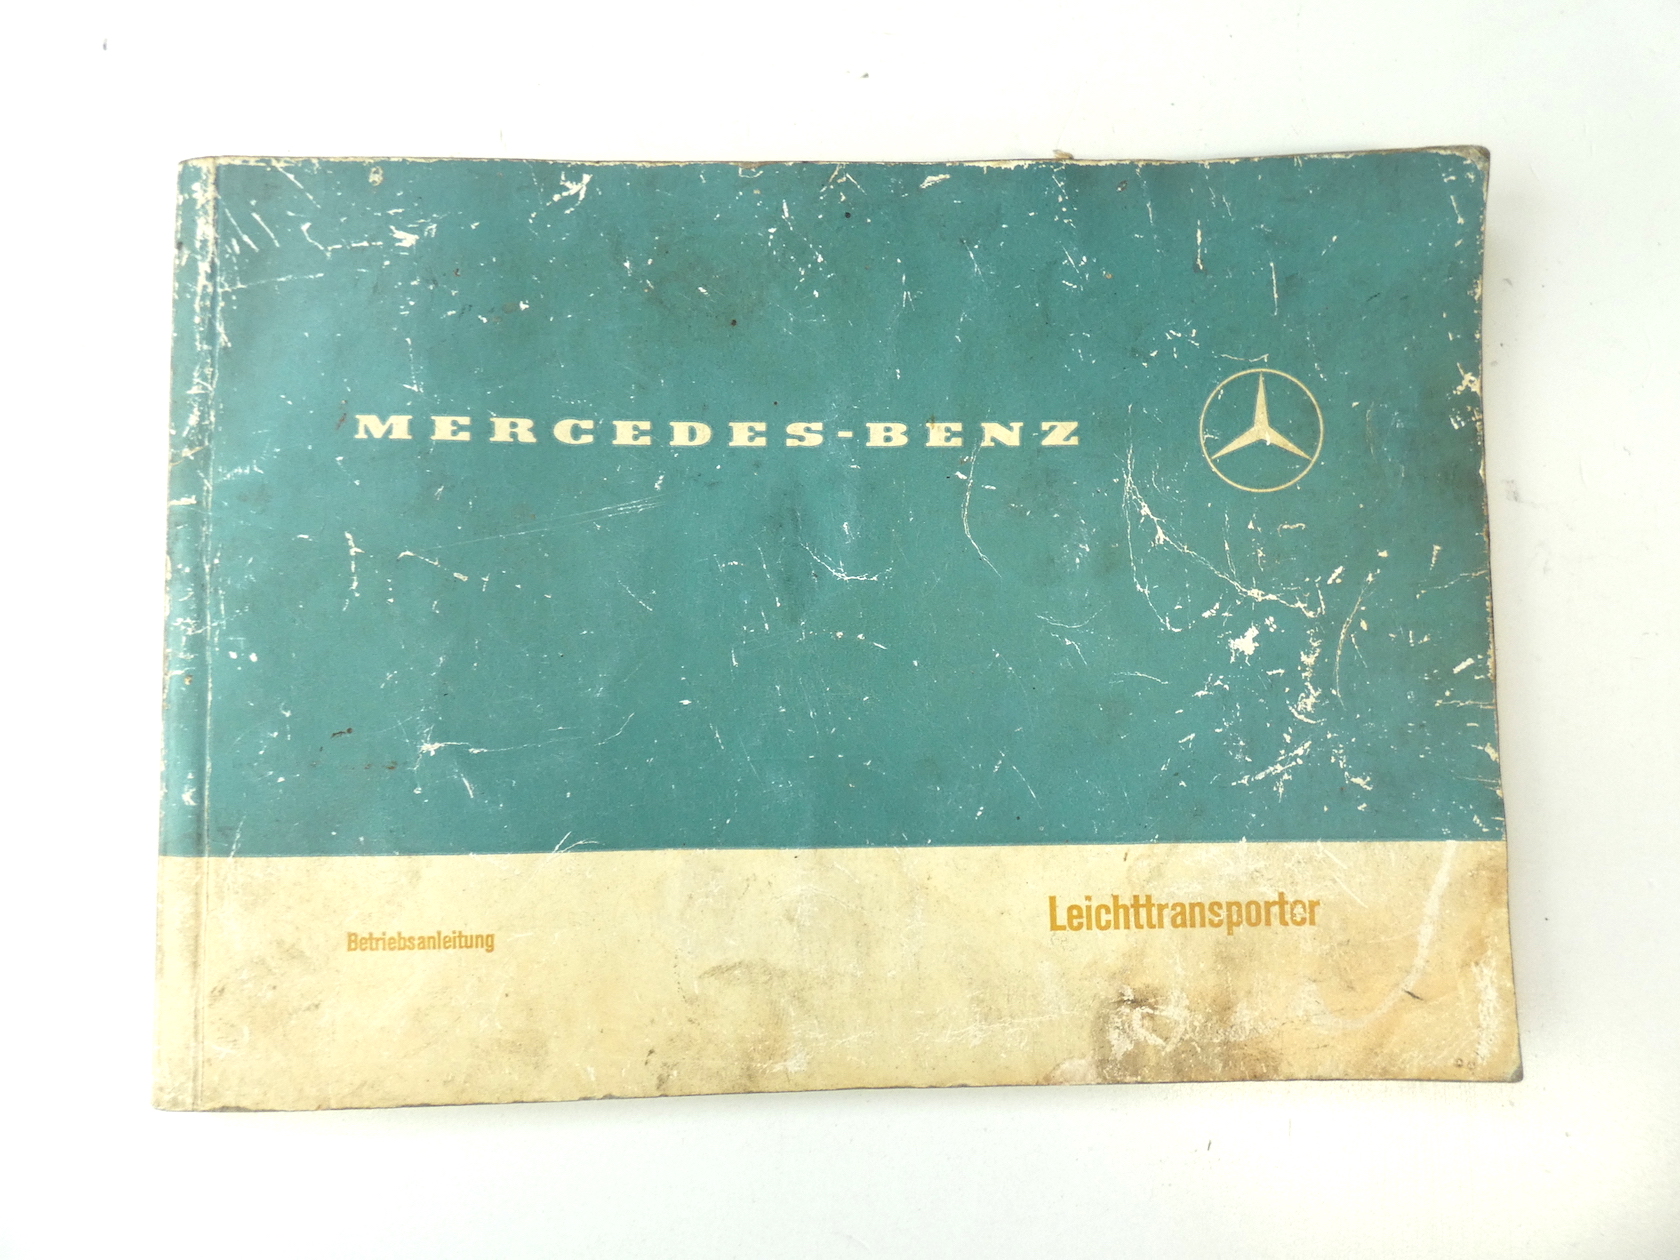 MERCEDES-BENZ
Leichttransporter
Betriebsanleitung